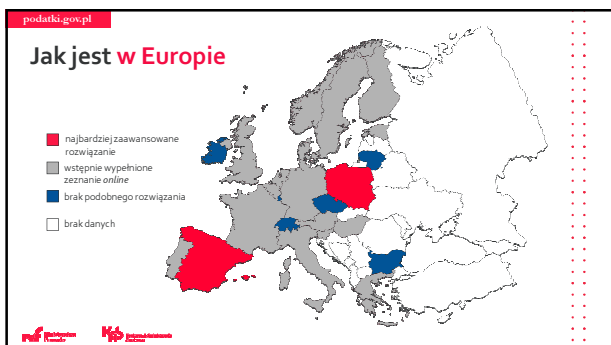 podatki.gov.pl
Jak jest w Europie
najbardziej zaawansowane
rozwiązanie
wstępnie wypełnione
zeznanie online
brak podobnego rozwiązania
brak danych